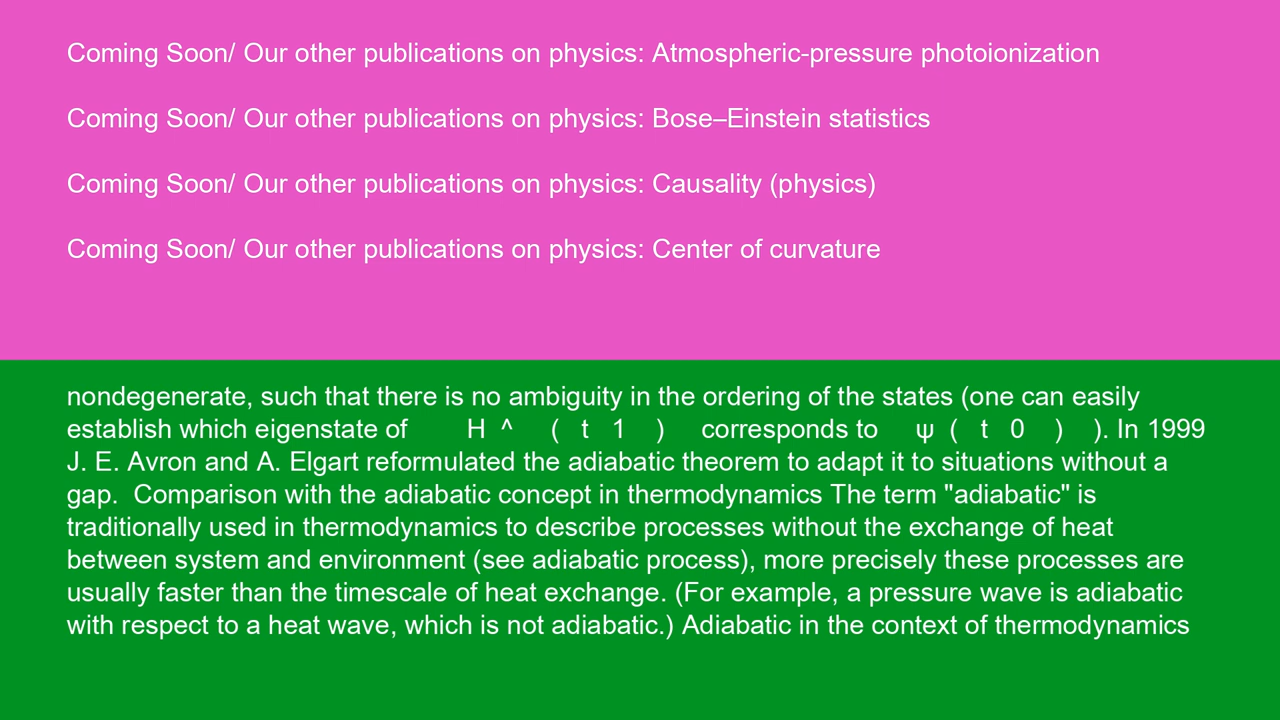 Coming Soon/ Our other publications on physics: Atmospheric-pressure photoionization
Coming Soon/ Our other publications on physics: Bose–Einstein statistics
Coming Soon/ Our other publications on physics: Causality (physics)
Coming Soon/ Our other publications on physics: Center of curvature
nondegenerate, such that there is no ambiguity in the ordering of the states (one can easily
establish which eigenstate of H ^ ( t 1 ) corresponds to ψ ( t 0 ) ). In 1999
J. E. Avron and A. Elgart reformulated the adiabatic theorem to adapt it to situations without a
gap. Comparison with the adiabatic concept in thermodynamics The term "adiabatic" is
traditionally used in thermodynamics to describe processes without the exchange of heat
between system and environment (see adiabatic process), more precisely these processes are
usually faster than the timescale of heat exchange. (For example, a pressure wave is adiabatic
with respect to a heat wave, which is not adiabatic.) Adiabatic in the context of thermodynamics